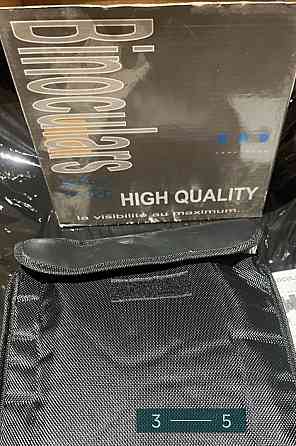 Binoculars
HIGH QUALITY
la visibilité au maximum
3 — 5